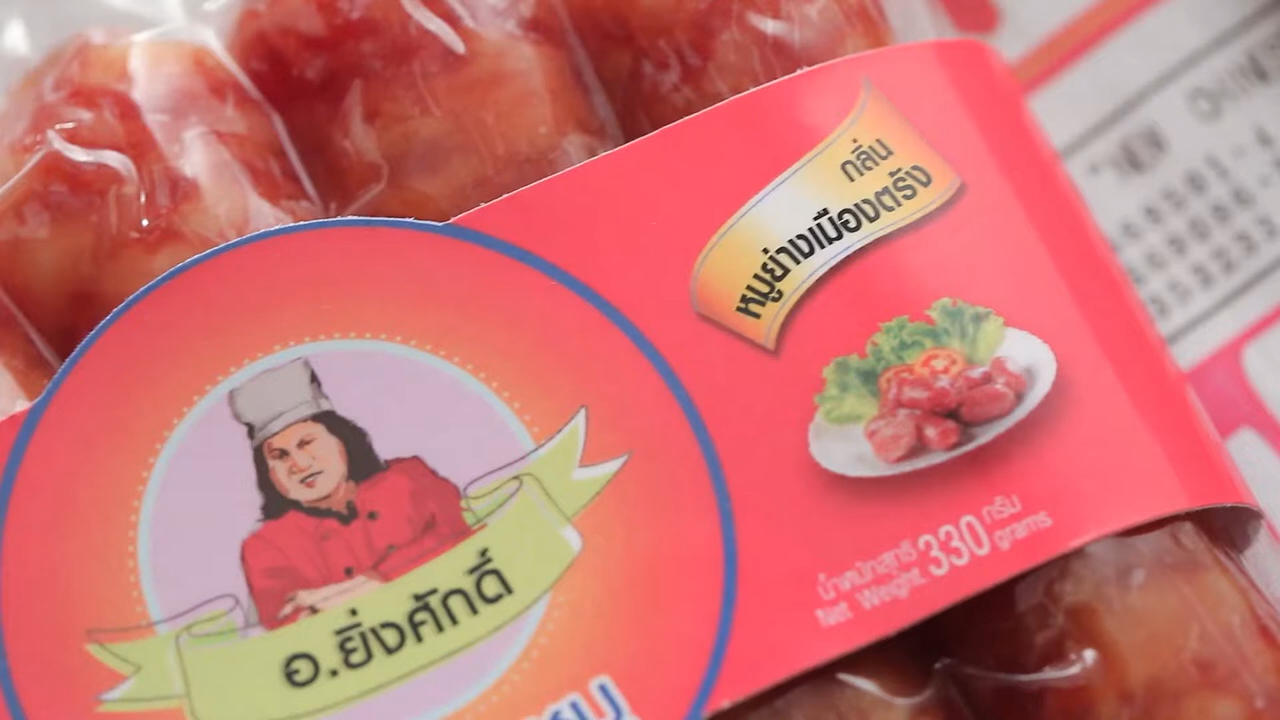 กลิ่น
หมูย่างเมืองตรัง
อ.ยิ่งศักดิ์
น้ำหนักสุทธิ 330 กรัม
Net Weight. grams